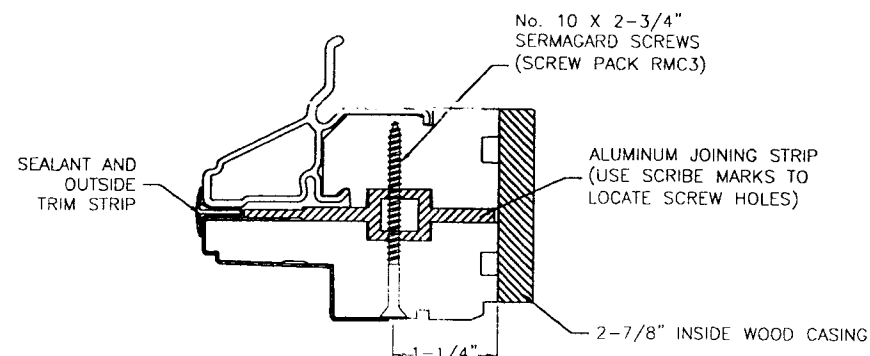 No. 10 X 2-3/4"
SERMAGARD SCREWS
(SCREW PACK RMC3)
SEALANT AND
OUTSIDE
TRIM STRIP
ALUMINUM JOINING STRIP
(USE SCRIBE MARKS TO
LOCATE SCREW HOLES)
2-7/8" INSIDE WOOD CASING
1-1/4"